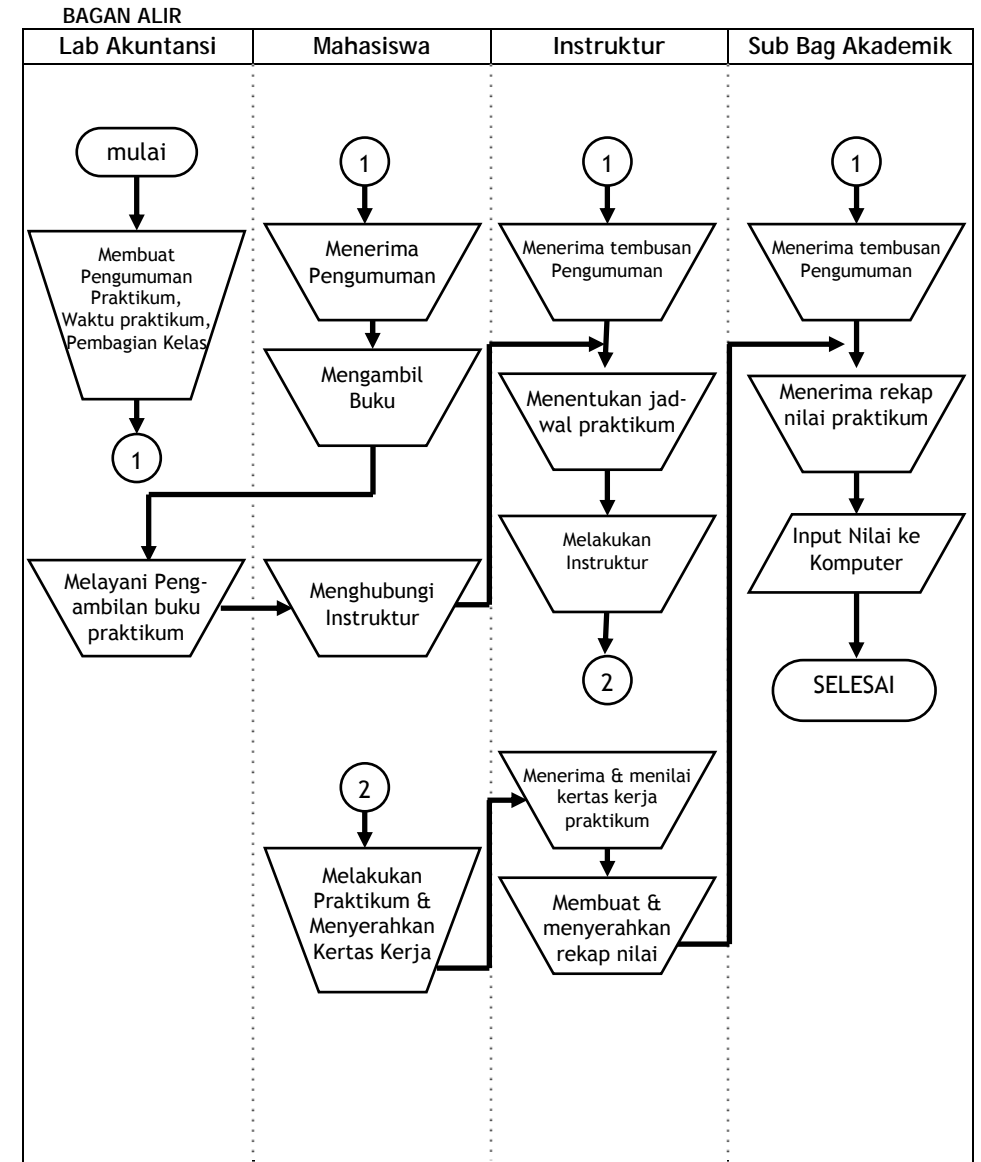 BAGAN ALIR
Lab Akuntansi
Mahasiswa
Instruktur
Sub Bag Akademik
mulai
Membuat
Pengumuman
Praktikum,
Waktu praktikum,
Pembagian Kelas
1
Melayani Peng-
ambilan buku
praktikum
1
Menerima
Pengumuman
Mengambil
Buku
Menghubungi
Instruktur
2
Melakukan
Praktikum &
Menyerahkan
Kertas Kerja
1
Menerima tembusan
Pengumuman
Menentukan jad-
wal praktikum
Melakukan
Instruktur
2
Menerima & menilai
kertas kerja
praktikum
Membuat &
menyerahkan
rekap nilai
1
Menerima tembusan
Pengumuman
Menerima rekap
nilai praktikum
Input Nilai ke
Komputer
SELESAI